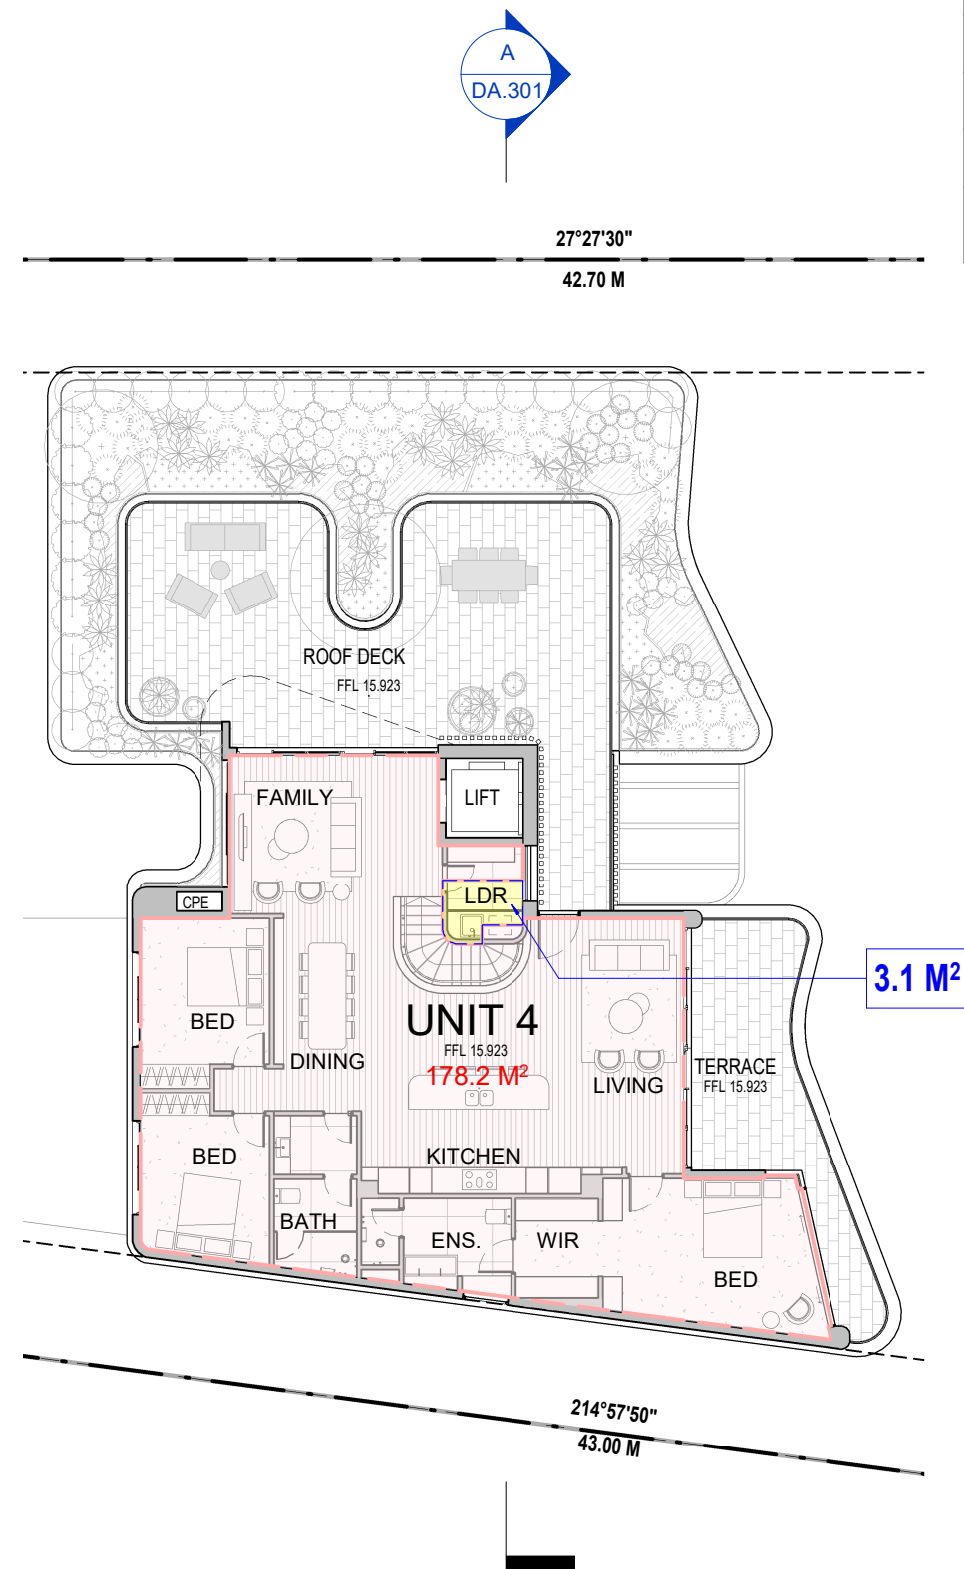 A
DA.301
27°27'30"
42.70 M
ROOF DECK
FFL 15.923
FAMILY
LIFT
LDR
CPE
3.1 M²
BED
UNIT 4
FFL 15.923
178.2 M²
DINING
LIVING
TERRACE
FFL 15.923
BED
KITCHEN
BATH
ENS.
WIR
BED
214°57'50"
43.00 M